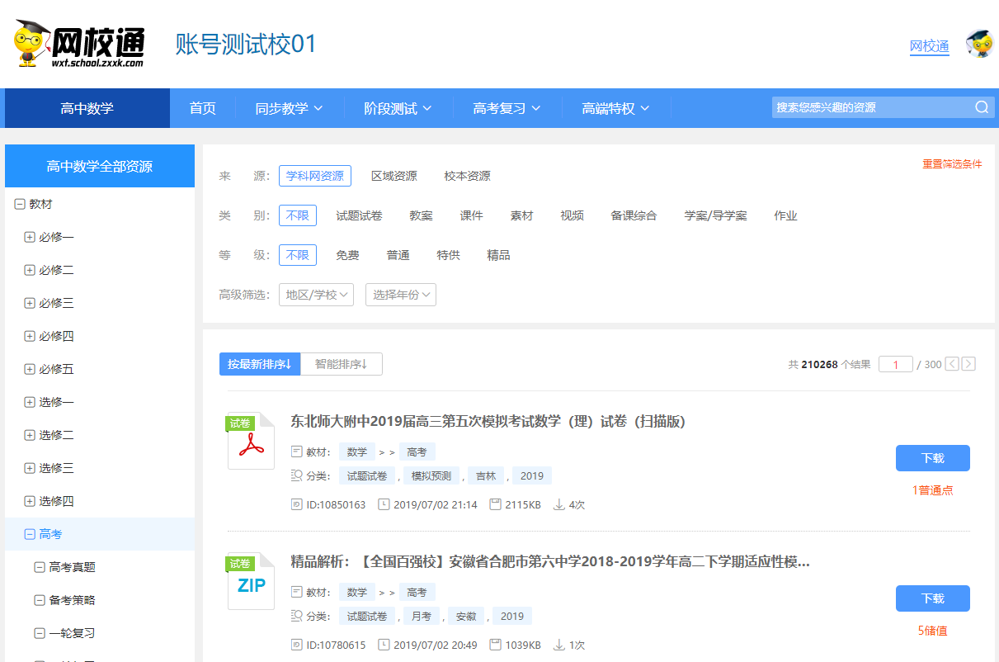 网校通
wxt.school.zxxk.com
账号测试校01
网校通
高中数学 首页 同步教学 阶段测试 高考复习 高端特权 搜索您感兴趣的资源
高中数学全部资源
教材
必修一
必修二
必修三
必修四
必修五
选修一
选修二
选修三
选修四
高考
高考真题
备考策略
一轮复习
重置筛选条件
来 源： 学科网资源 区域资源 校本资源
类 别： 不限 试题试卷 教案 课件 素材 视频 备课综合 学案/导学案 作业
等 级： 不限 免费 普通 特供 精品
高级筛选： 地区/学校 选择年份
按最新排序↓ 智能排序↓ 共 210268 个结果 1 / 300
试卷
东北师大附中2019届高三第五次模拟考试数学（理）试卷（扫描版）
教材： 数学 > > 高考
分类： 试题试卷 , 模拟预测 , 吉林 , 2019
ID:10850163 2019/07/02 21:14 2115KB 4次
下载
1普通点
试卷
ZIP
精品解析：【全国百强校】安徽省合肥市第六中学2018-2019学年高二下学期适应性模...
教材： 数学 > > 高考
分类： 试题试卷 , 月考 , 安徽 , 2019
ID:10780615 2019/07/02 20:49 1039KB 1次
下载
5储值